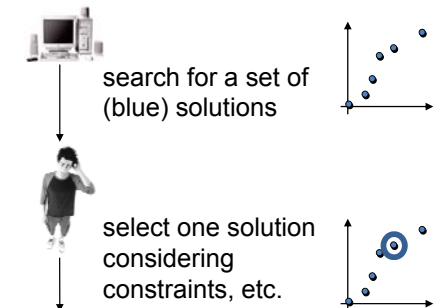 search for a set of
(blue) solutions
select one solution
considering
constraints, etc.